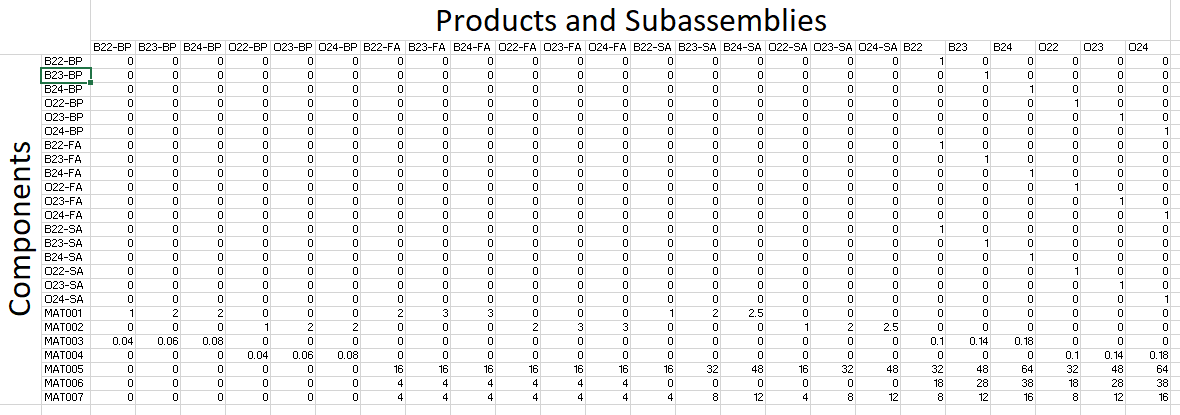 Products and Subassemblies
B22-BP B23-BP B24-BP O22-BP O23-BP O24-BP B22-FA B23-FA B24-FA O22-FA O23-FA O24-FA B22-SA B23-SA B24-SA O22-SA O23-SA O24-SA B22 B23 B24 O22 O23 O24
Components
B22-BP 0 0 0 0 0 0 0 0 0 0 0 0 0 0 0 0 0 0 1 0 0 0 0 0
B23-BP 0 0 0 0 0 0 0 0 0 0 0 0 0 0 0 0 0 0 0 1 0 0 0 0
B24-BP 0 0 0 0 0 0 0 0 0 0 0 0 0 0 0 0 0 0 0 0 1 0 0 0
O22-BP 0 0 0 0 0 0 0 0 0 0 0 0 0 0 0 0 0 0 0 0 0 1 0 0
O23-BP 0 0 0 0 0 0 0 0 0 0 0 0 0 0 0 0 0 0 0 0 0 0 1 0
O24-BP 0 0 0 0 0 0 0 0 0 0 0 0 0 0 0 0 0 0 0 0 0 0 0 1
B22-FA 0 0 0 0 0 0 0 0 0 0 0 0 0 0 0 0 0 0 1 0 0 0 0 0
B23-FA 0 0 0 0 0 0 0 0 0 0 0 0 0 0 0 0 0 0 0 1 0 0 0 0
B24-FA 0 0 0 0 0 0 0 0 0 0 0 0 0 0 0 0 0 0 0 0 1 0 0 0
O22-FA 0 0 0 0 0 0 0 0 0 0 0 0 0 0 0 0 0 0 0 0 0 1 0 0
O23-FA 0 0 0 0 0 0 0 0 0 0 0 0 0 0 0 0 0 0 0 0 0 0 1 0
O24-FA 0 0 0 0 0 0 0 0 0 0 0 0 0 0 0 0 0 0 0 0 0 0 0 1
B22-SA 0 0 0 0 0 0 0 0 0 0 0 0 0 0 0 0 0 0 1 0 0 0 0 0
B23-SA 0 0 0 0 0 0 0 0 0 0 0 0 0 0 0 0 0 0 0 1 0 0 0 0
B24-SA 0 0 0 0 0 0 0 0 0 0 0 0 0 0 0 0 0 0 0 0 1 0 0 0
O22-SA 0 0 0 0 0 0 0 0 0 0 0 0 0 0 0 0 0 0 0 0 0 1 0 0
O23-SA 0 0 0 0 0 0 0 0 0 0 0 0 0 0 0 0 0 0 0 0 0 0 1 0
O24-SA 0 0 0 0 0 0 0 0 0 0 0 0 0 0 0 0 0 0 0 0 0 0 0 1
MAT001 1 2 2 0 0 0 2 3 3 0 0 0 1 2 2.5 0 0 0 0 0 0 0 0 0
MAT002 0 0 0 1 2 2 0 0 0 2 3 3 0 0 0 1 2 2.5 0 0 0 0 0 0
MAT003 0.04 0.06 0.08 0 0 0 0 0 0 0 0 0 0 0 0 0 0 0 0.1 0.14 0.18 0 0 0
MAT004 0 0 0 0.04 0.06 0.08 0 0 0 0 0 0 0 0 0 0 0 0 0 0 0 0.1 0.14 0.18
MAT005 0 0 0 0 0 0 16 16 16 16 16 16 16 32 48 16 32 48 32 48 64 32 48 64
MAT006 0 0 0 0 0 0 4 4 4 4 4 4 0 0 0 0 0 0 18 28 38 18 28 38
MAT007 0 0 0 0 0 0 4 4 4 4 4 4 4 8 12 4 8 12 8 12 16 8 12 16